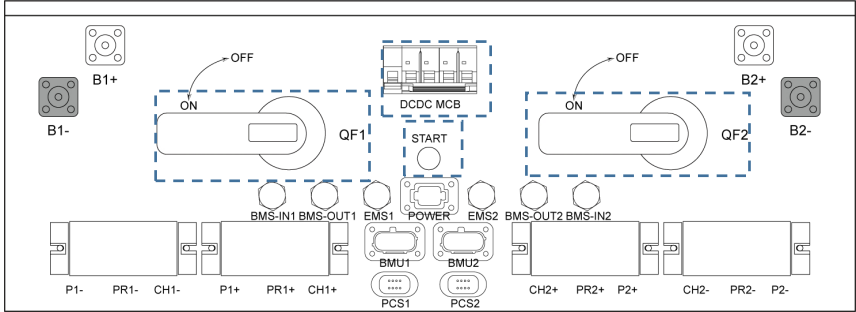 OFF
OFF
B1+
B2+
ON
DCDC MCB
ON
B1-
QF1
START
QF2
B2-
BMS-IN1 BMS-OUT1 EMS1 POWER EMS2 BMS-OUT2 BMS-IN2
BMU1 BMU2
P1- PR1- CH1- P1+ PR1+ CH1+ CH2+ PR2+ P2+ CH2- PR2- P2-
PCS1 PCS2